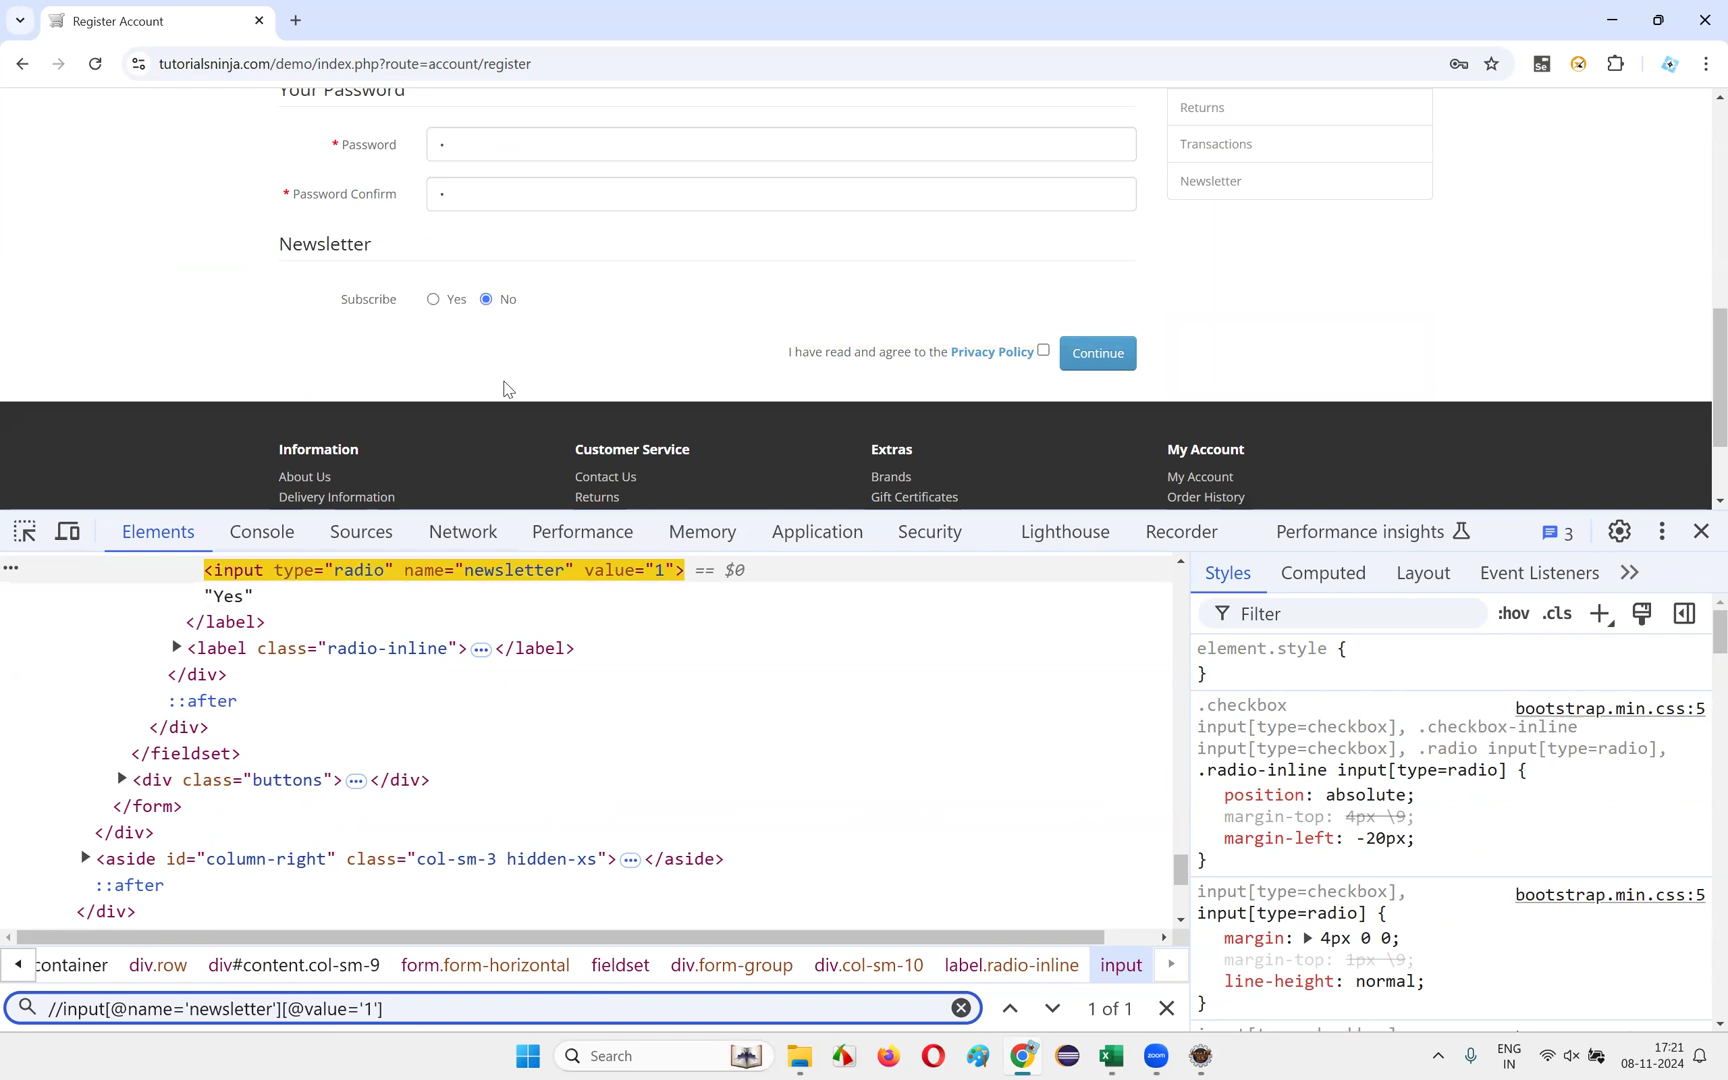 Register Account
tutorialsninja.com/demo/index.php?route=account/register
Your Password
* Password
* Password Confirm
Newsletter
Subscribe Yes No
I have read and agree to the Privacy Policy Continue
Returns
Transactions
Newsletter
Information Customer Service Extras My Account
About Us Contact Us Brands My Account
Delivery Information Returns Gift Certificates Order History
Elements Console Sources Network Performance Memory Application Security Lighthouse Recorder Performance insights 3
<input type="radio" name="newsletter" value="1"> == $0
"Yes"
</label>
<label class="radio-inline">…</label>
</div>
::after
</div>
</fieldset>
<div class="buttons">…</div>
</form>
</div>
<aside id="column-right" class="col-sm-3 hidden-xs">…</aside>
::after
</div>
container div.row div#content.col-sm-9 form.form-horizontal fieldset div.form-group div.col-sm-10 label.radio-inline input
//input[@name='newsletter'][@value='1'] 1 of 1
Styles Computed Layout Event Listeners
Filter :hov .cls
element.style {
}
.checkbox bootstrap.min.css:5
input[type=checkbox], .checkbox-inline
input[type=checkbox], .radio input[type=radio],
.radio-inline input[type=radio] {
position: absolute;
margin-top: 4px \9;
margin-left: -20px;
}
input[type=checkbox], bootstrap.min.css:5
input[type=radio] {
margin: 4px 0 0;
margin-top: 1px \9;
line-height: normal;
}
Search
zoom
ENG
IN
17:21
08-11-2024